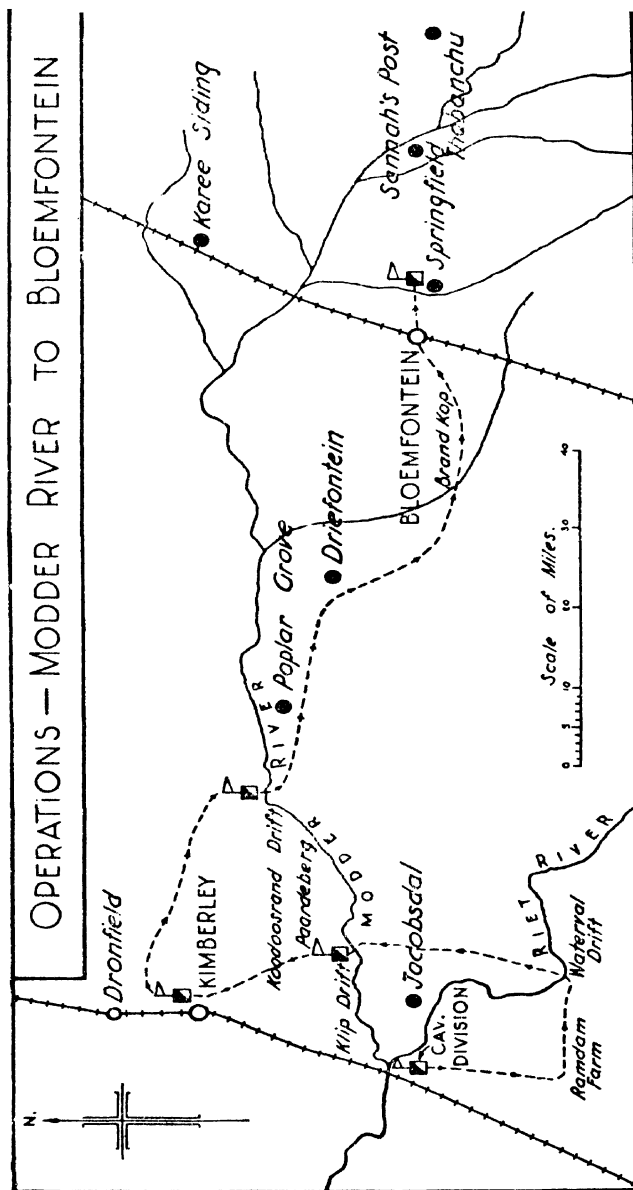 OPERATIONS — MODDER RIVER TO BLOEMFONTEIN
N.
Dronfield
KIMBERLEY
Koodoosrand Drift
Paardeberg
Klip Drift
MODDER
RIVER
Jacobsdal
CAV.
DIVISION
RIET RIVER
Ramdam
Farm
Waterval
Drift
Poplar Grove
Driefontein
BLOEMFONTEIN
Brand Kop
Karee Siding
Sannah's Post
Springfield
Thabanchu
0 5 10 20 30 40
Scale of Miles.